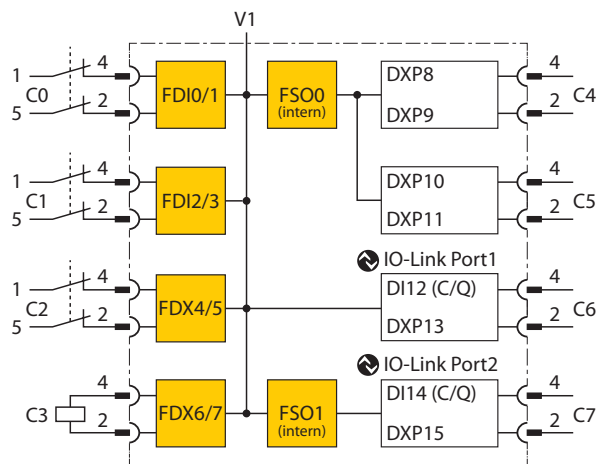 V1
1
4
C0
5
2
FDI0/1
FSO0
(intern)
DXP8
DXP9
4
2
C4
1
4
C1
5
2
FDI2/3
DXP10
DXP11
4
2
C5
IO-Link Port1
1
4
C2
5
2
FDX4/5
DI12 (C/Q)
DXP13
4
2
C6
IO-Link Port2
4
C3
2
FDX6/7
FSO1
(intern)
DI14 (C/Q)
DXP15
4
2
C7